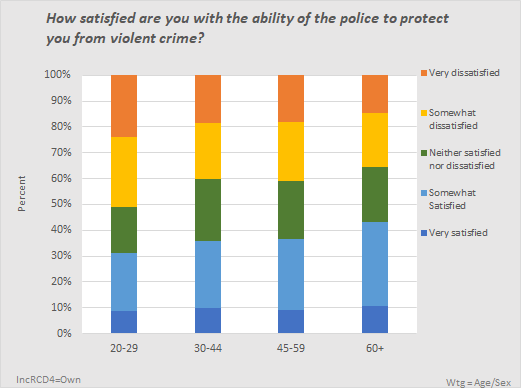 How satisfied are you with the ability of the police to protect
you from violent crime?
100%
90%
80%
70%
60%
50%
40%
30%
20%
10%
0%
Percent
20-29
30-44
45-59
60+
Very dissatisfied
Somewhat
dissatisfied
Neither satisfied
nor dissatisfied
Somewhat
Satisfied
Very satisfied
IncRCD4=Own
Wtg = Age/Sex